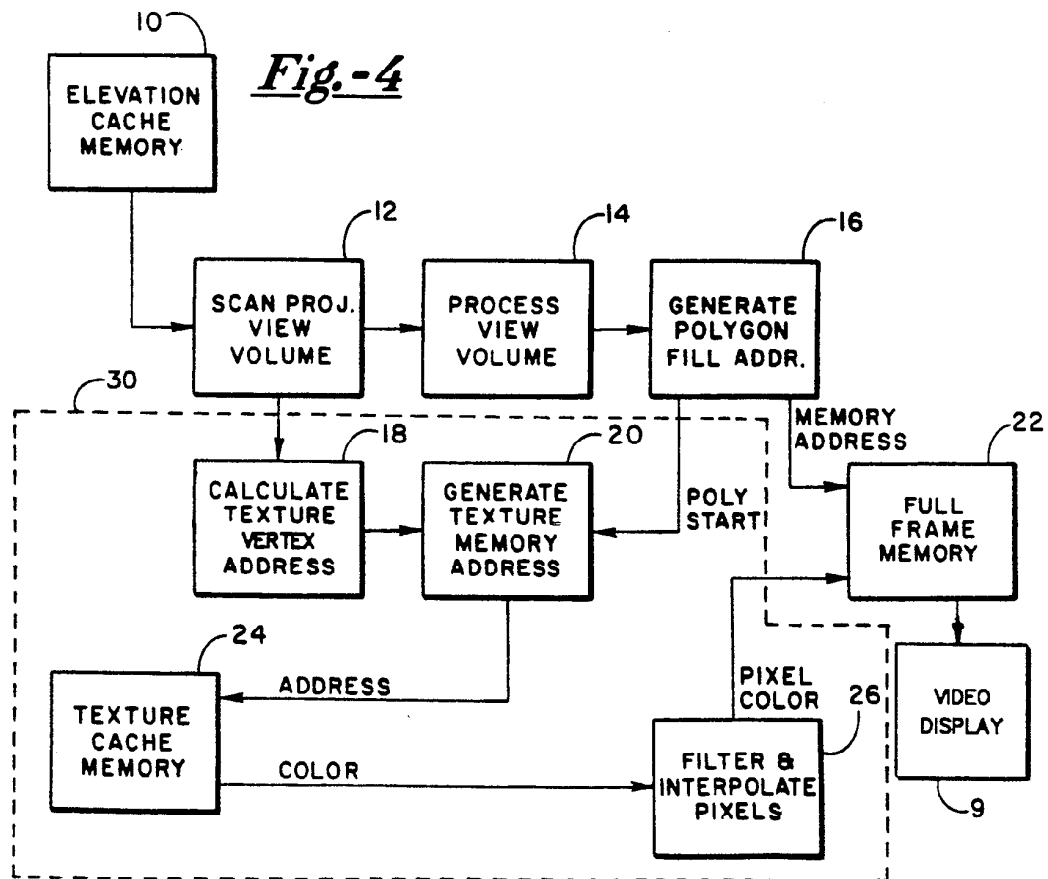 10
Fig.-4
ELEVATION
CACHE
MEMORY
12
14
16
SCAN PROJ.
VIEW
VOLUME
PROCESS
VIEW
VOLUME
GENERATE
POLYGON
FILL ADDR.
30
18
20
MEMORY
ADDRESS
22
CALCULATE
TEXTURE
VERTEX
ADDRESS
GENERATE
TEXTURE
MEMORY
ADDRESS
POLY
START
FULL
FRAME
MEMORY
24
ADDRESS
TEXTURE
CACHE
MEMORY
COLOR
PIXEL
COLOR
26
FILTER &
INTERPOLATE
PIXELS
VIDEO
DISPLAY
9